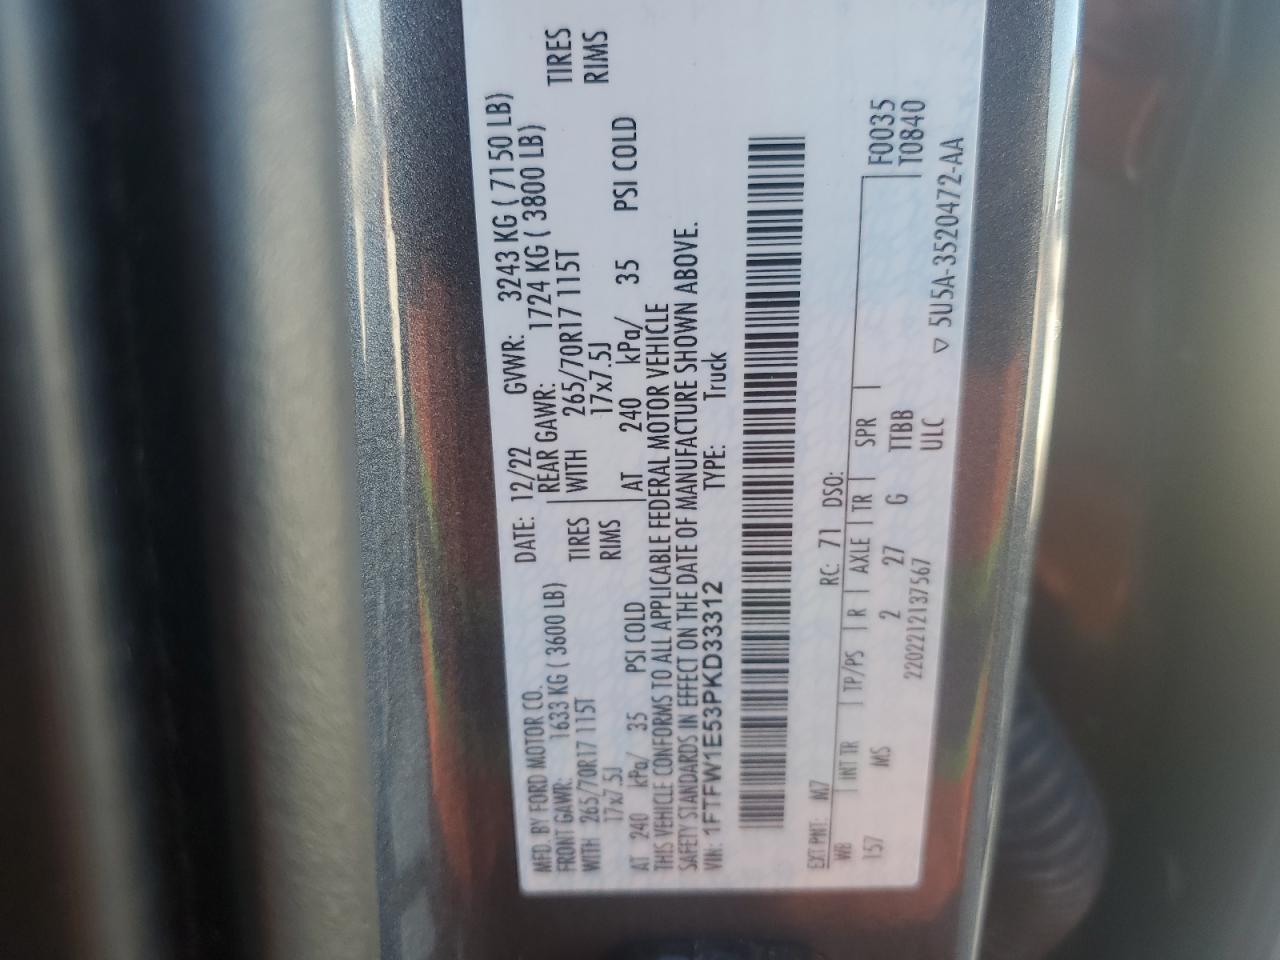 MFD. BY FORD MOTOR CO.
DATE: 12/22 GVWR: 3243 KG ( 7150 LB)
FRONT GAWR: 1633 KG ( 3600 LB) REAR GAWR: 1724 KG ( 3800 LB)
WITH 265/70R17 115T TIRES WITH 265/70R17 115T TIRES
17x7.5J RIMS 17x7.5J RIMS
AT 240 kPa/ 35 PSI COLD AT 240 kPa/ 35 PSI COLD
THIS VEHICLE CONFORMS TO ALL APPLICABLE FEDERAL MOTOR VEHICLE
SAFETY STANDARDS IN EFFECT ON THE DATE OF MANUFACTURE SHOWN ABOVE.
VIN: 1FTFW1E53PKD33312 TYPE: Truck
EXT PNT: M7 RC: 71 DSO:
WB INT TR TP/PS R AXLE TR SPR F0035
157 MS 2 27 G TTBB T0840
2202212137567 ULC
▽ 5U5A-3520472-AA